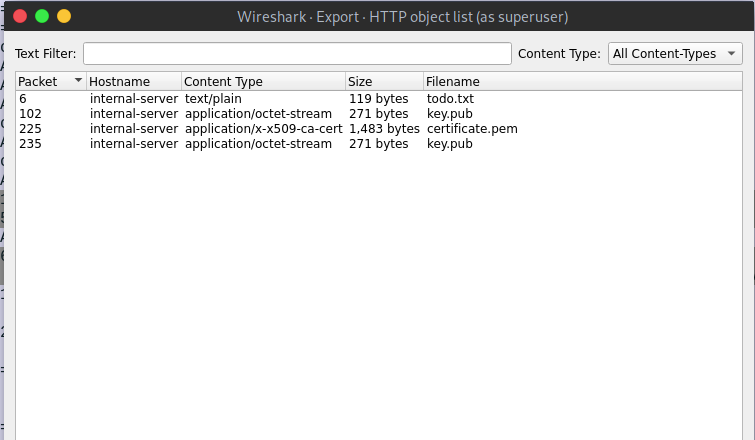 Wireshark · Export · HTTP object list (as superuser)
Text Filter: Content Type: All Content-Types
Packet Hostname Content Type Size Filename
6 internal-server text/plain 119 bytes todo.txt
102 internal-server application/octet-stream 271 bytes key.pub
225 internal-server application/x-x509-ca-cert 1,483 bytes certificate.pem
235 internal-server application/octet-stream 271 bytes key.pub